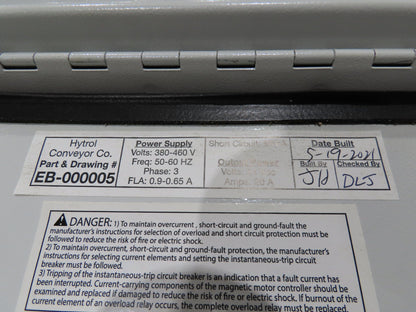 Hytrol
Conveyor Co.
Part & Drawing #
EB-000005
Power Supply
Volts: 380-460 V
Freq: 50-60 HZ
Phase: 3
FLA: 0.9-0.65 A
Short
Date Built
5-19-2021
Built By
JH
Checked By
DLJ
DANGER: 1) To maintain overcurrent, short-circuit and ground-fault the
manufacturer's instructions for selection of overload and short circuit protection must be
followed to reduce the risk of fire or electric shock.
2) To maintain overcurrent, short-circuit and ground-fault protection, the manufacturer's
instructions for selecting current elements and setting the instantaneous-trip circuit
breaker must be followed.
3) Tripping of the instantaneous-trip circuit breaker is an indication that a fault current has
been interrupted. Current-carrying components of the magnetic motor controller should be
examined and replaced if damaged to reduce the risk of fire or electric shock. If burnout of the
current element of an overload relay occurs, the complete overload relay must be replaced.